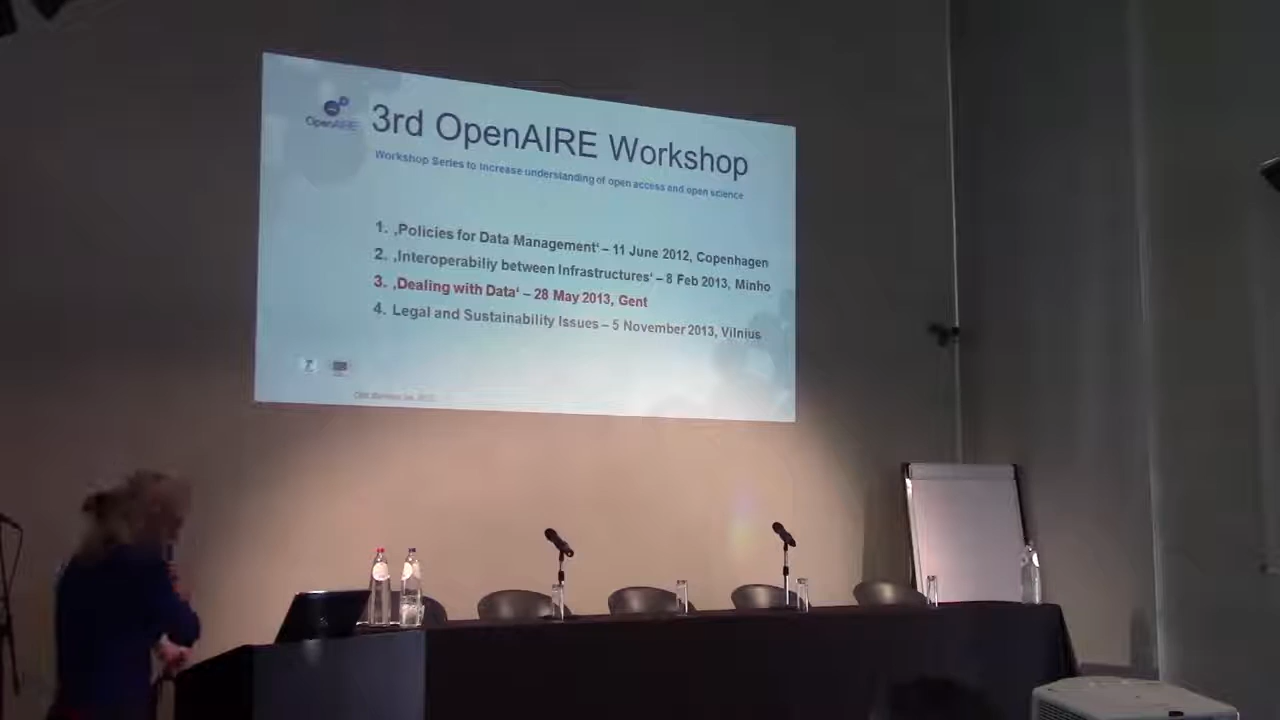 OpenAIRE
3rd OpenAIRE Workshop
Workshop Series to Increase understanding of open access and open science
1. ‚Policies for Data Management‘ – 11 June 2012, Copenhagen
2. ‚Interoperabiliy between Infrastructures‘ – 8 Feb 2013, Minho
3. ‚Dealing with Data‘ – 28 May 2013, Gent
4. Legal and Sustainability Issues – 5 November 2013, Vilnius